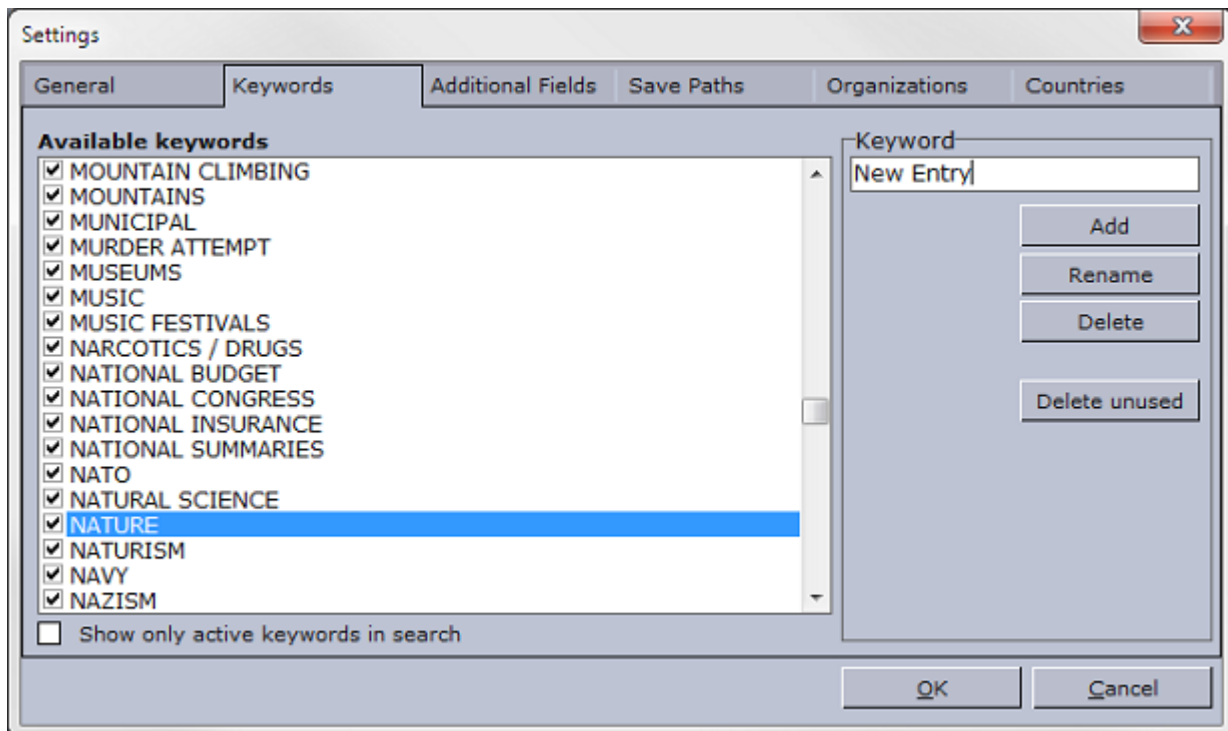 Settings
General Keywords Additional Fields Save Paths Organizations Countries
Available keywords
MOUNTAIN CLIMBING
MOUNTAINS
MUNICIPAL
MURDER ATTEMPT
MUSEUMS
MUSIC
MUSIC FESTIVALS
NARCOTICS / DRUGS
NATIONAL BUDGET
NATIONAL CONGRESS
NATIONAL INSURANCE
NATIONAL SUMMARIES
NATO
NATURAL SCIENCE
NATURE
NATURISM
NAVY
NAZISM
Show only active keywords in search
Keyword
New Entry
Add
Rename
Delete
Delete unused
OK Cancel